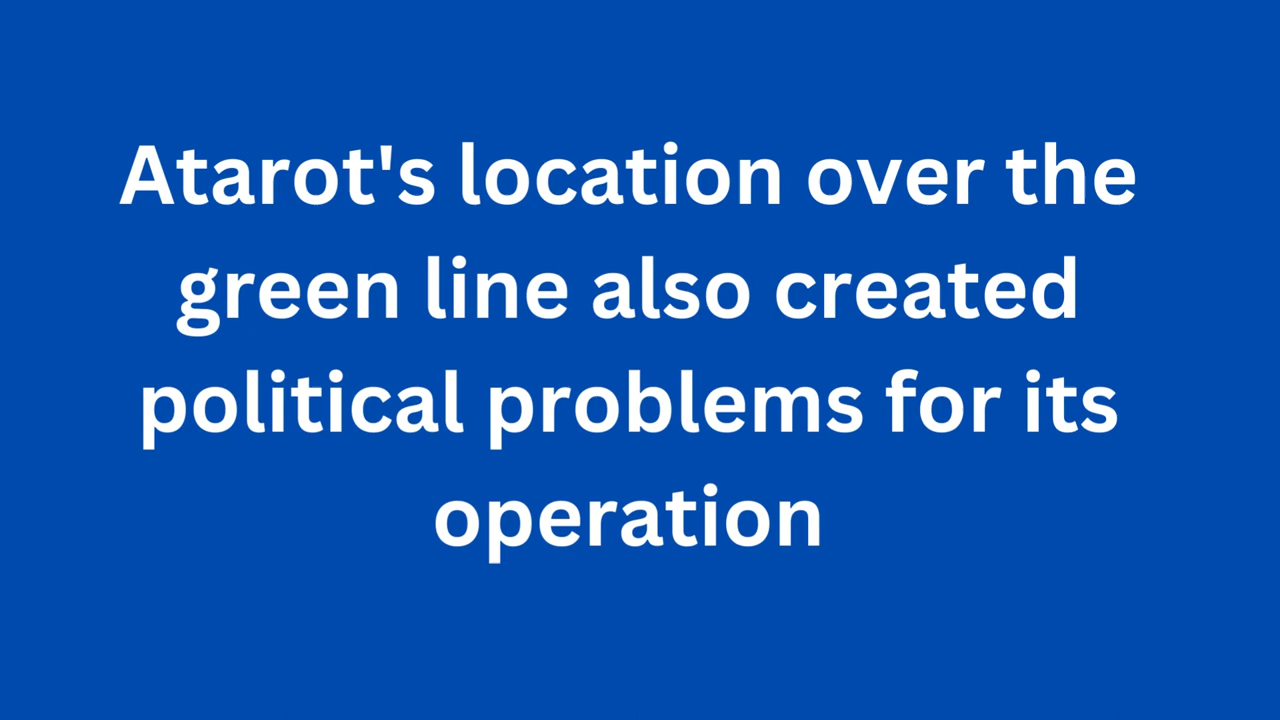 Atarot's location over the
green line also created
political problems for its
operation